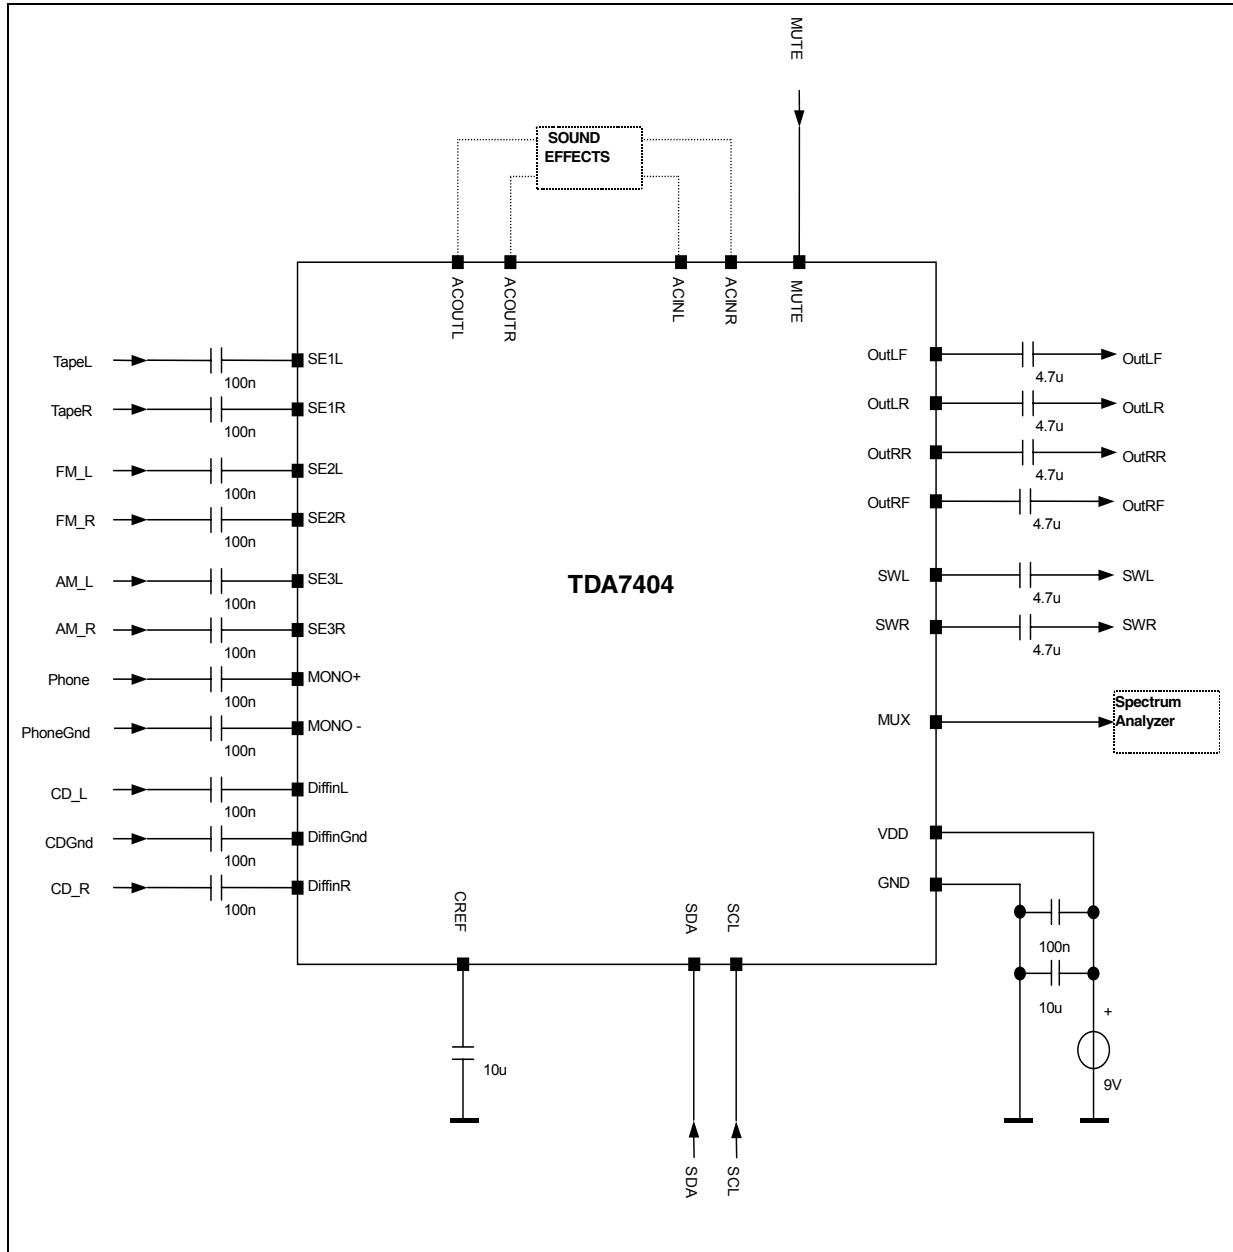 MUTE
SOUND
EFFECTS
ACOUTL
ACOUTR
ACINL
ACINR
MUTE
TapeL
100n
SE1L
TapeR
100n
SE1R
FM_L
100n
SE2L
FM_R
100n
SE2R
AM_L
100n
SE3L
AM_R
100n
SE3R
Phone
100n
MONO+
PhoneGnd
100n
MONO -
CD_L
100n
DiffinL
CDGnd
100n
DiffinGnd
CD_R
100n
DiffinR
TDA7404
OutLF
4.7u
OutLF
OutLR
4.7u
OutLR
OutRR
4.7u
OutRR
OutRF
4.7u
OutRF
SWL
4.7u
SWL
SWR
4.7u
SWR
MUX
Spectrum
Analyzer
VDD
GND
100n
10u
+
9V
CREF
10u
SDA
SCL
SDA
SCL